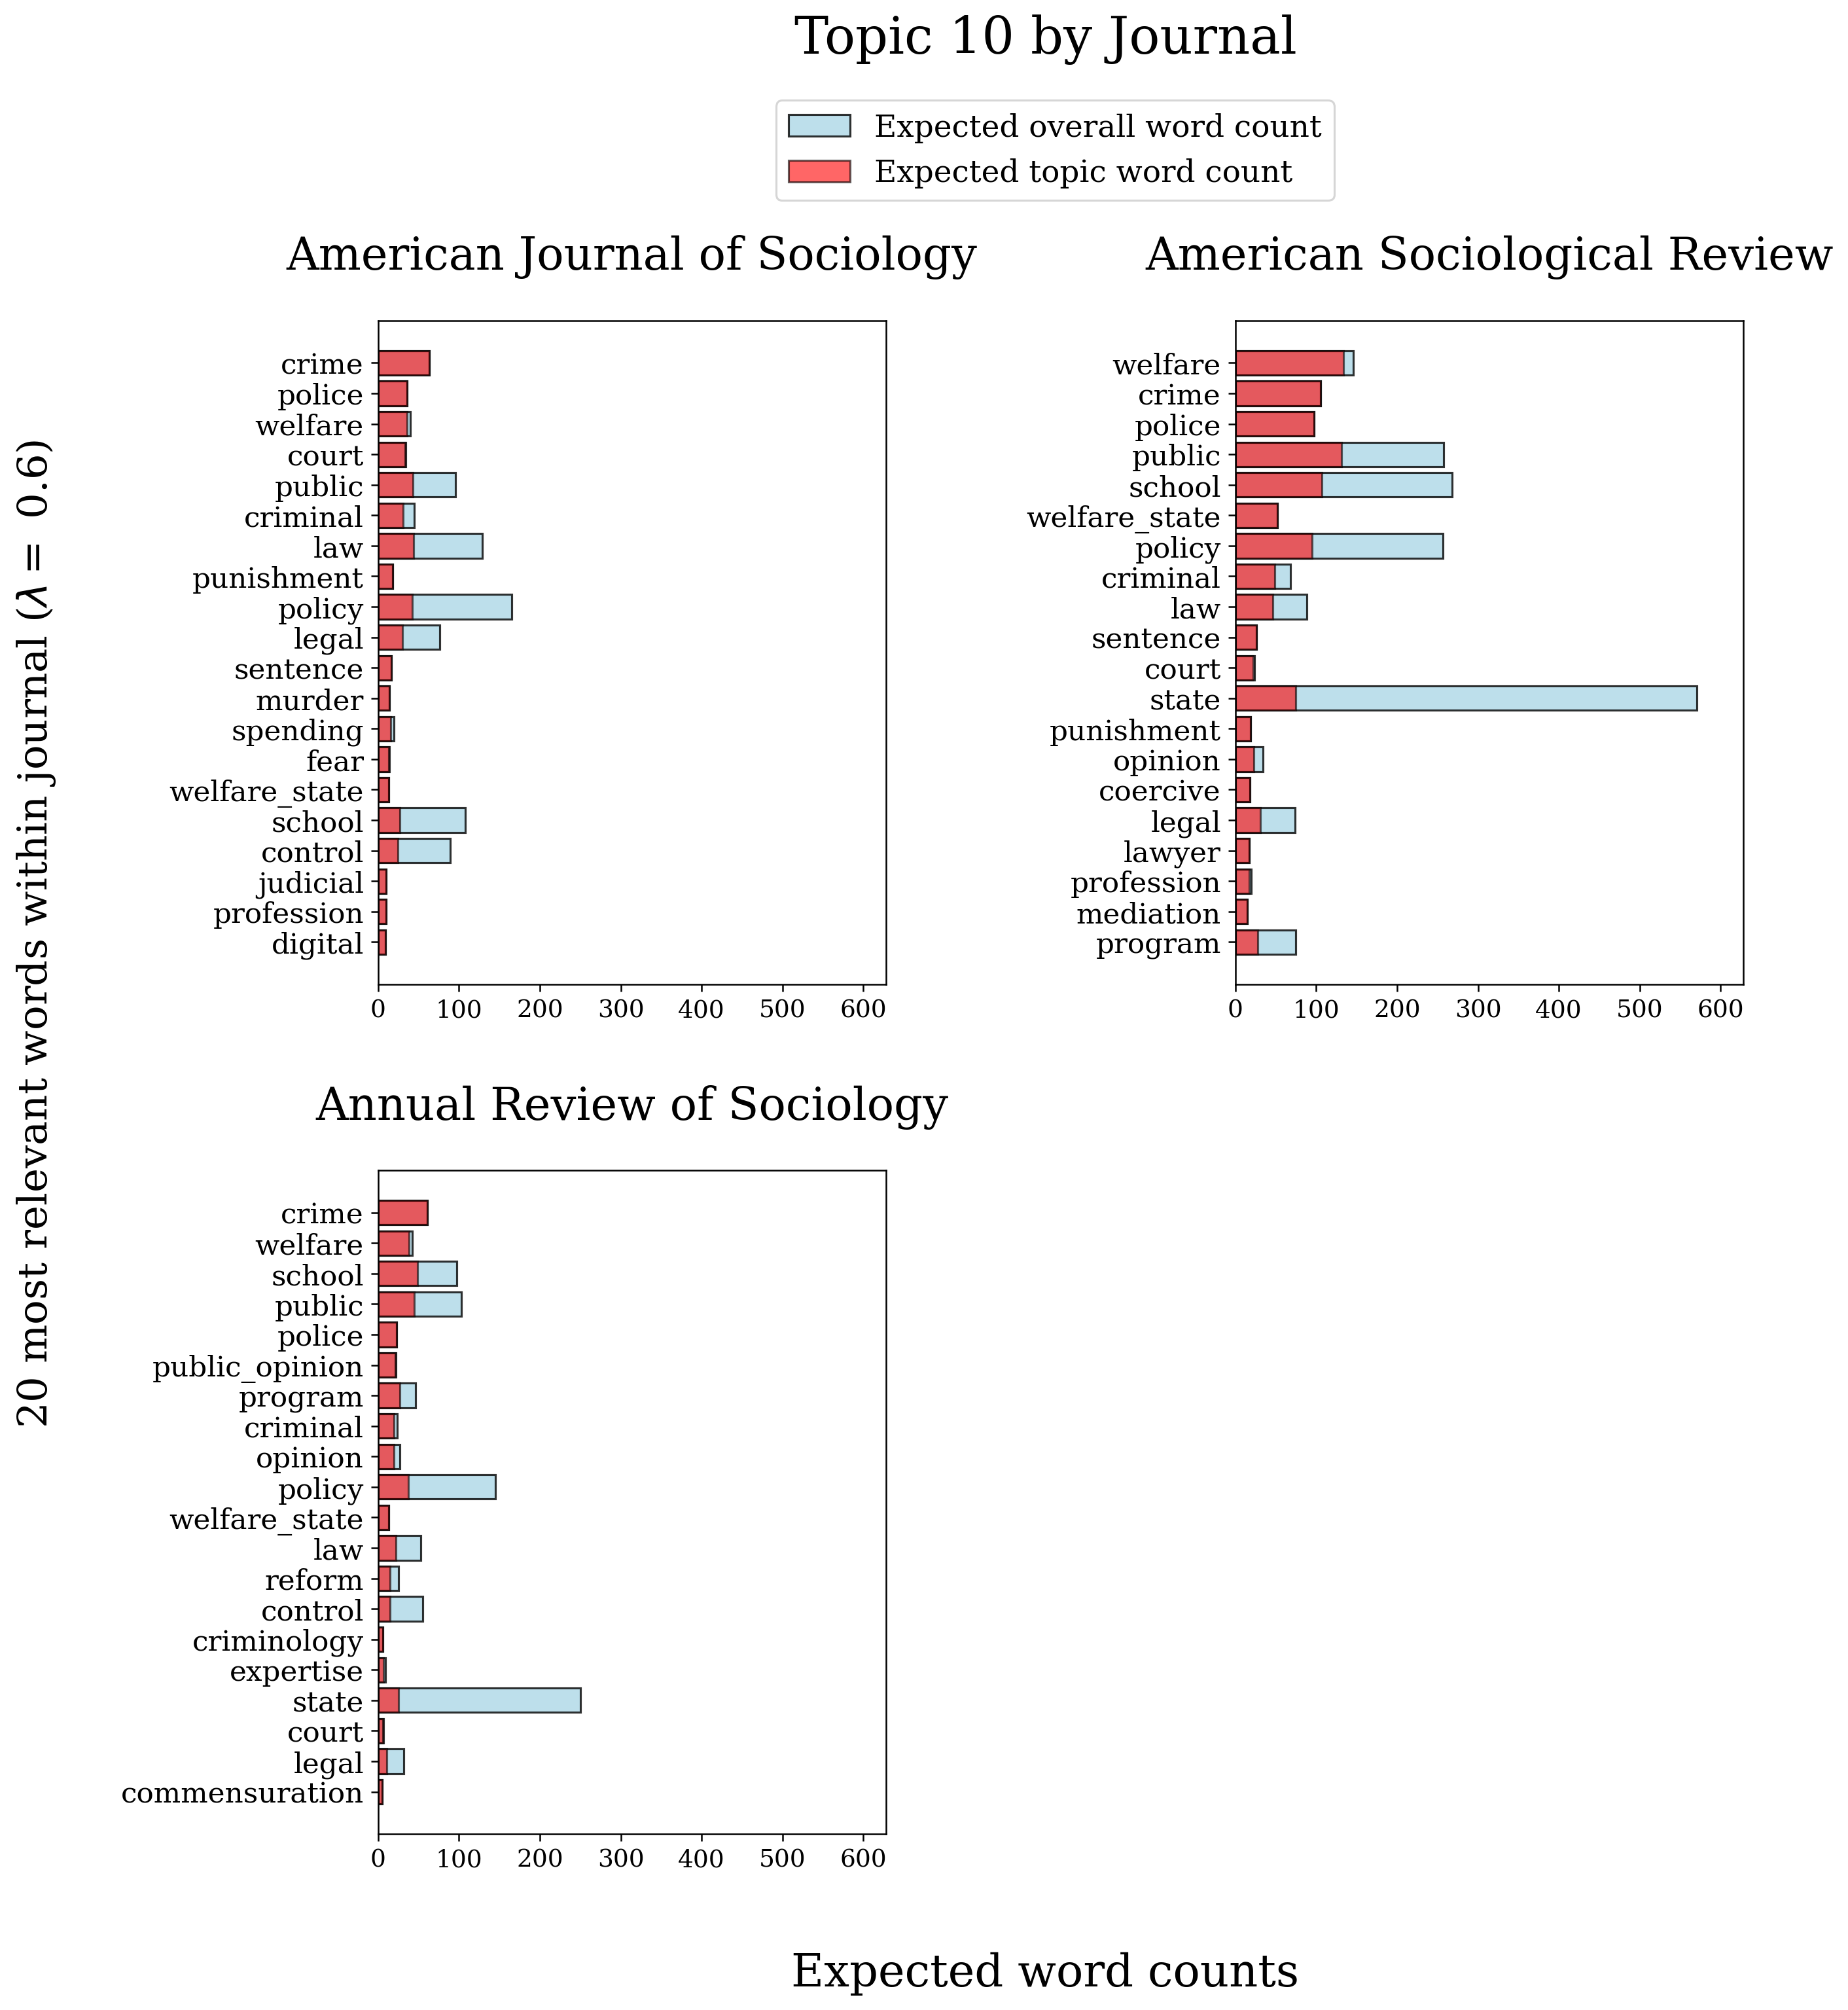 Topic 10 by Journal
Expected overall word count
Expected topic word count
American Journal of Sociology
crime
police
welfare
court
public
criminal
law
punishment
policy
legal
sentence
murder
spending
fear
welfare_state
school
control
judicial
profession
digital
0 100 200 300 400 500 600
American Sociological Review
welfare
crime
police
public
school
welfare_state
policy
criminal
law
sentence
court
state
punishment
opinion
coercive
legal
lawyer
profession
mediation
program
0 100 200 300 400 500 600
Annual Review of Sociology
crime
welfare
school
public
police
public_opinion
program
criminal
opinion
policy
welfare_state
law
reform
control
criminology
expertise
state
court
legal
commensuration
0 100 200 300 400 500 600
20 most relevant words within journal (λ = 0.6)
Expected word counts